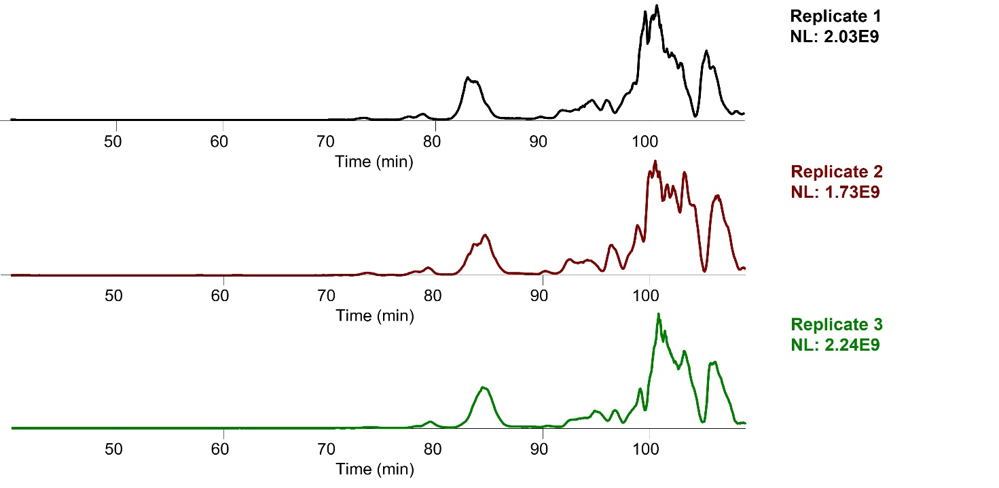 Replicate 1
NL: 2.03E9
50 60 70 80 90 100
Time (min)
Replicate 2
NL: 1.73E9
50 60 70 80 90 100
Time (min)
Replicate 3
NL: 2.24E9
50 60 70 80 90 100
Time (min)